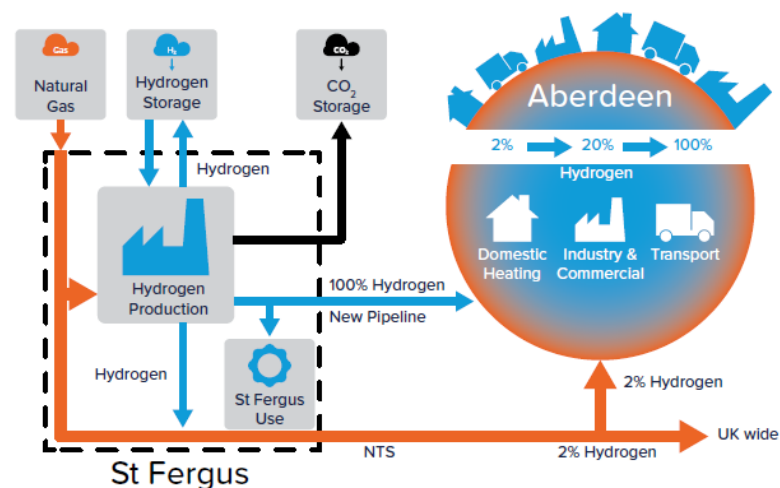 Gas
Natural
Gas
H₂
Hydrogen
Storage
CO₂
CO₂
Storage
Hydrogen
Hydrogen
Production
100% Hydrogen
New Pipeline
Hydrogen
St Fergus
Use
St Fergus
NTS
2% Hydrogen
2% Hydrogen
UK wide
Aberdeen
2% 20% 100%
Hydrogen
Domestic
Heating
Industry &
Commercial
Transport